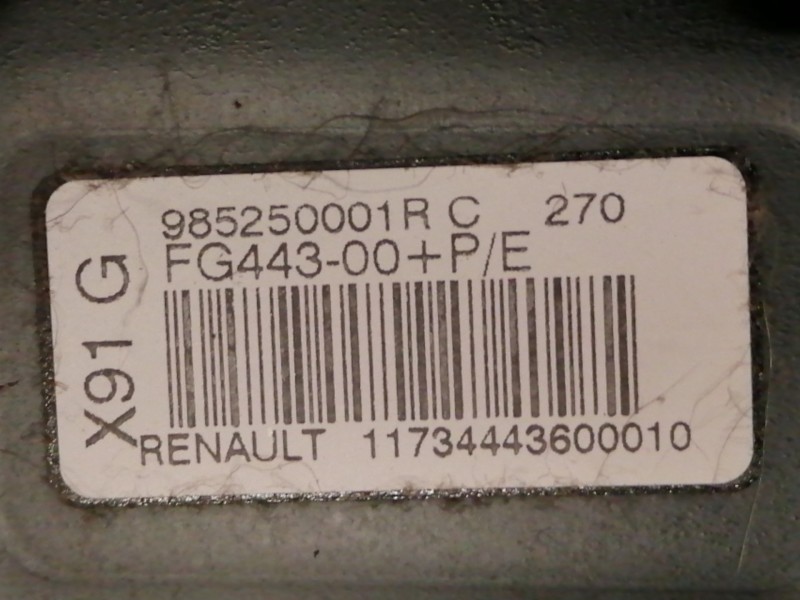 985250001R C 270
FG443-00+P/E
X91 G
RENAULT 11734443600010